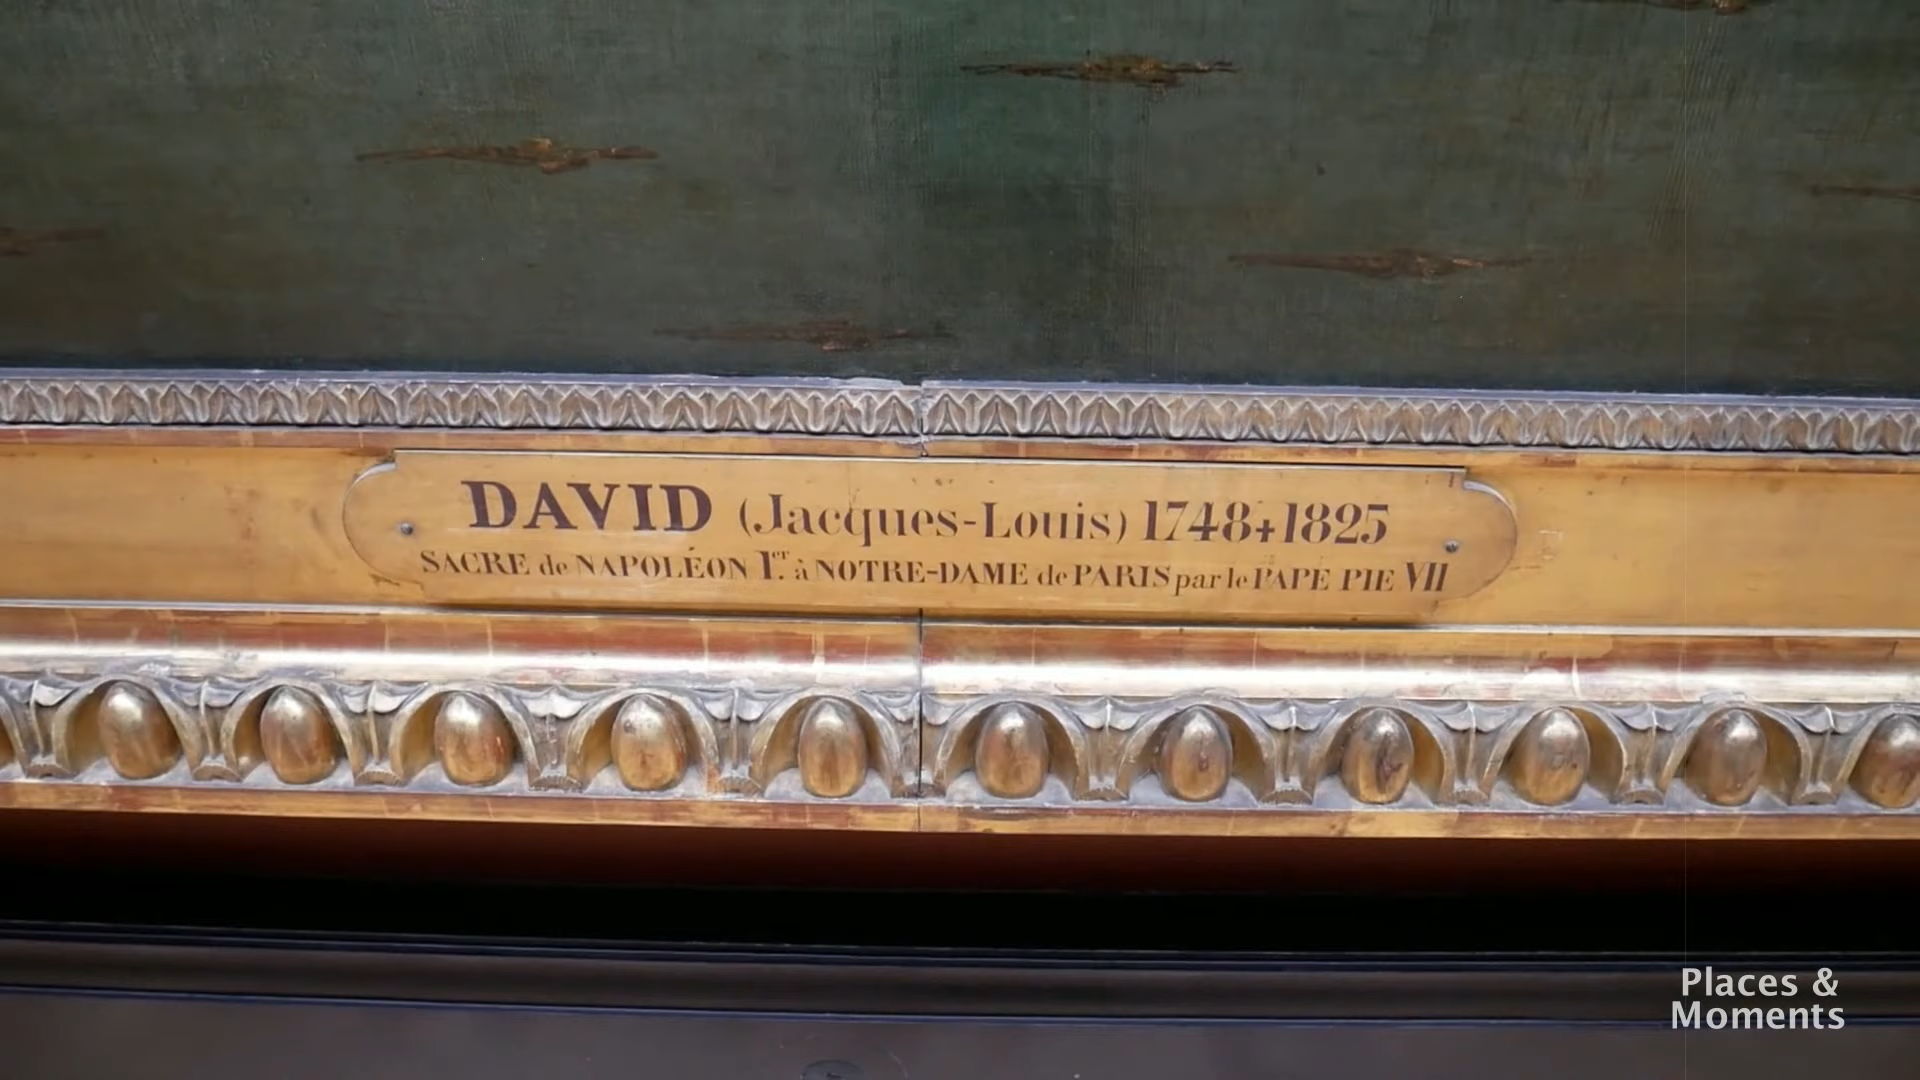 DAVID (Jacques-Louis) 1748+1825
SACRE de NAPOLÉON 1er. à NOTRE-DAME de PARIS par le PAPE PIE VII
Places &
Moments